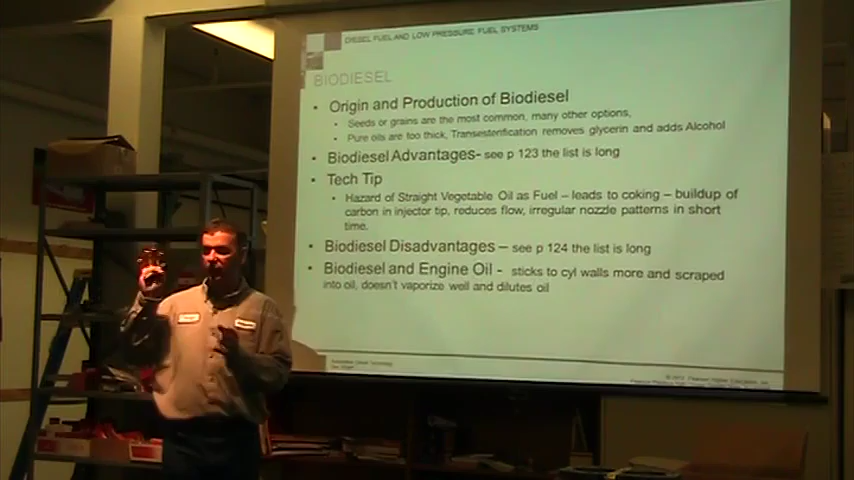 DIESEL FUEL AND LOW PRESSURE FUEL SYSTEMS
BIODIESEL
• Origin and Production of Biodiesel
• Seeds or grains are the most common, many other options,
• Pure oils are too thick, Transesterification removes glycerin and adds Alcohol
• Biodiesel Advantages- see p 123 the list is long
• Tech Tip
• Hazard of Straight Vegetable Oil as Fuel – leads to coking – buildup of
carbon in injector tip, reduces flow, irregular nozzle patterns in short
time.
• Biodiesel Disadvantages – see p 124 the list is long
• Biodiesel and Engine Oil - sticks to cyl walls more and scraped
into oil, doesn't vaporize well and dilutes oil